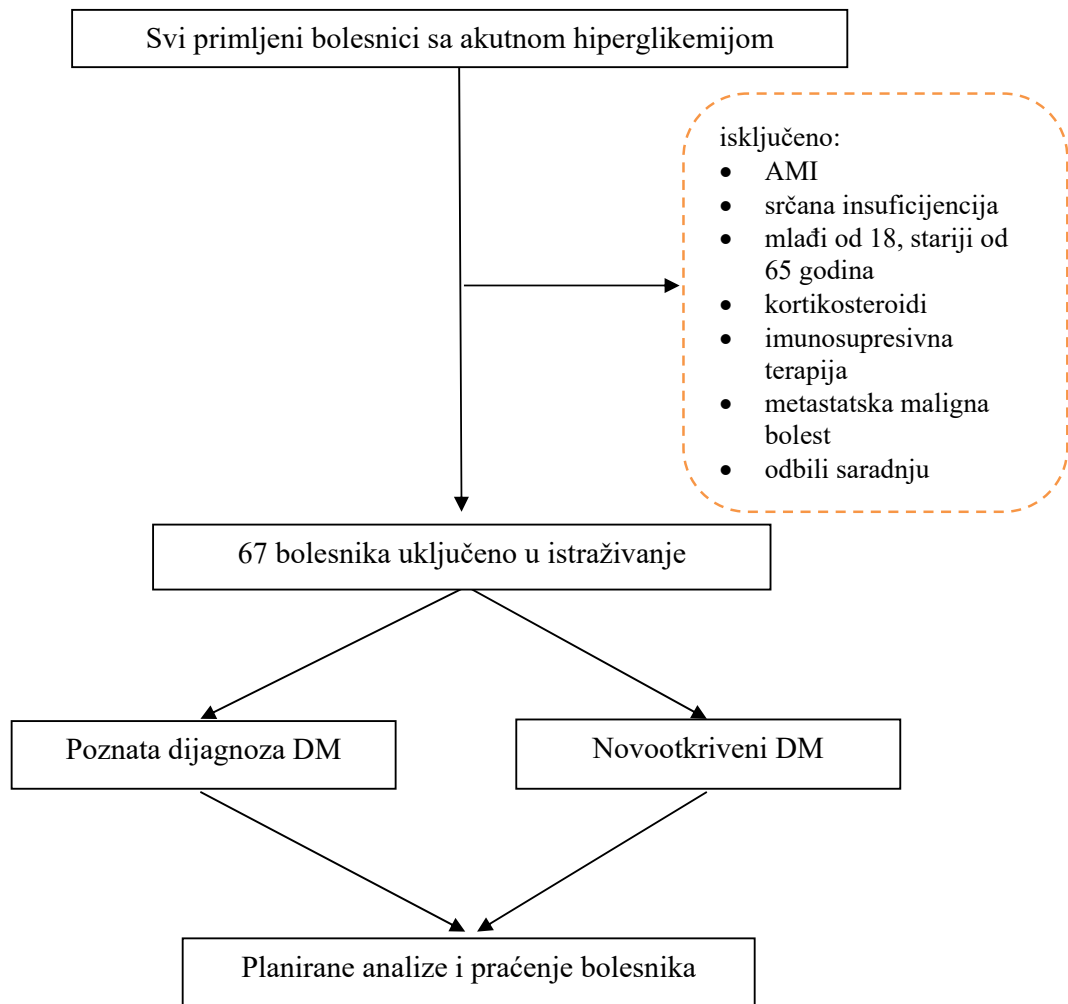 Svi primljeni bolesnici sa akutnom hiperglikemijom
isključeno:
• AMI
• srčana insuficijencija
• mlađi od 18, stariji od
65 godina
• kortikosteroidi
• imunosupresivna
terapija
• metastatska maligna
bolest
• odbili saradnju
67 bolesnika uključeno u istraživanje
Poznata dijagnoza DM
Novootkriveni DM
Planirane analize i praćenje bolesnika